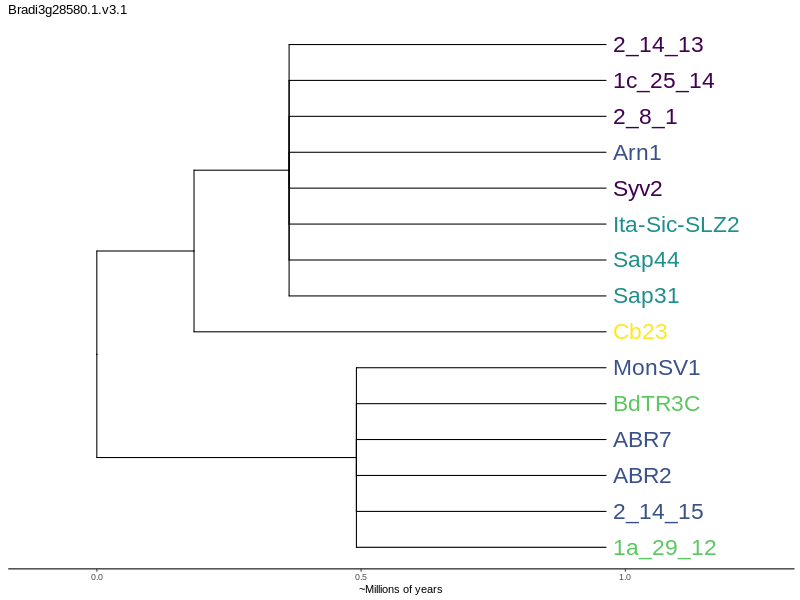 Bradi3g28580.1.v3.1
2_14_13
1c_25_14
2_8_1
Arn1
Syv2
Ita-Sic-SLZ2
Sap44
Sap31
Cb23
MonSV1
BdTR3C
ABR7
ABR2
2_14_15
1a_29_12
0.0 0.5 1.0
~Millions of years